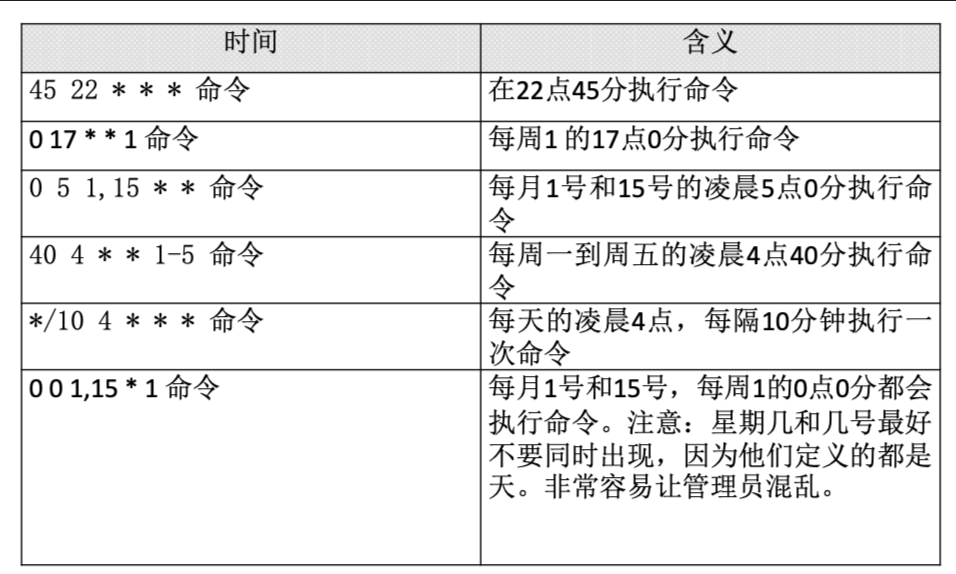 时间
含义
45 22 * * * 命令
在22点45分执行命令
0 17 * * 1 命令
每周1 的17点0分执行命令
0 5 1,15 * * 命令
每月1号和15号的凌晨5点0分执行命
令
40 4 * * 1-5 命令
每周一到周五的凌晨4点40分执行命
令
*/10 4 * * * 命令
每天的凌晨4点，每隔10分钟执行一
次命令
0 0 1,15 * 1 命令
每月1号和15号，每周1的0点0分都会
执行命令。注意：星期几和几号最好
不要同时出现，因为他们定义的都是
天。非常容易让管理员混乱。